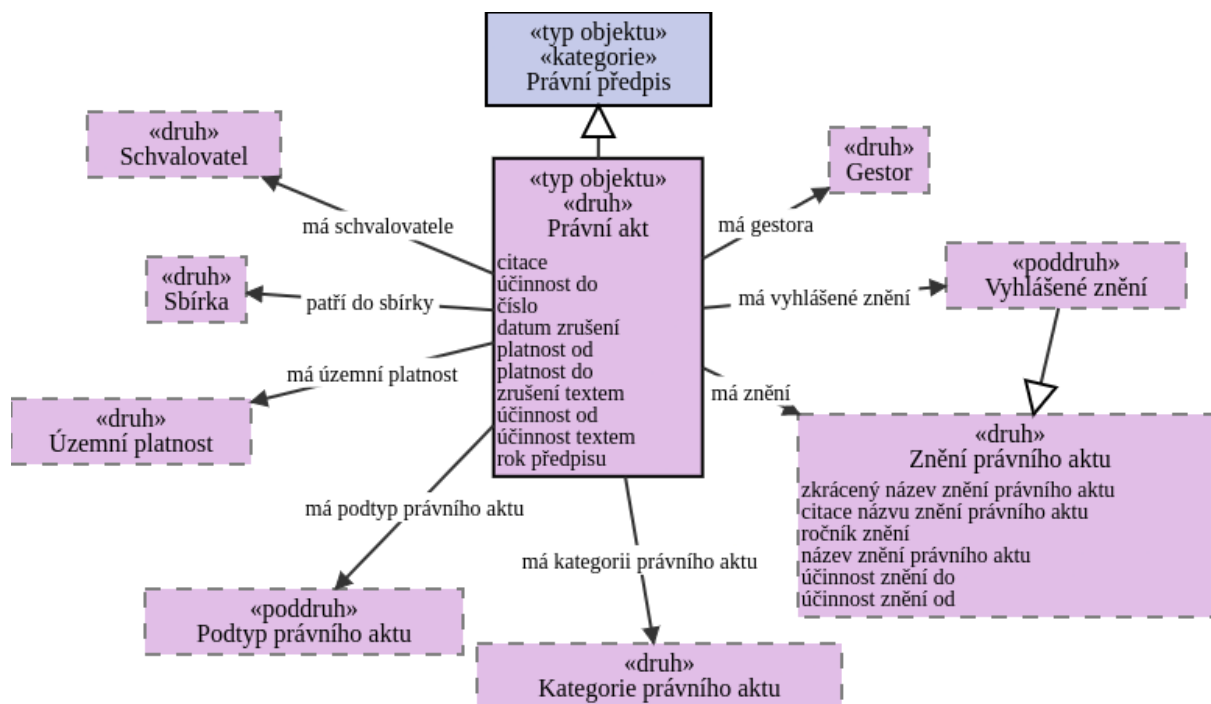 «typ objektu»
«kategorie»
Právní předpis
«druh»
Schvalovatel
«typ objektu»
«druh»
Právní akt
citace
účinnost do
číslo
datum zrušení
platnost od
platnost do
zrušení textem
účinnost od
účinnost textem
rok předpisu
«druh»
Gestor
má schvalovatele
má gestora
«druh»
Sbírka
patří do sbírky
má vyhlášené znění
«poddruh»
Vyhlášené znění
má územní platnost
má znění
«druh»
Územní platnost
«druh»
Znění právního aktu
zkrácený název znění právního aktu
citace názvu znění právního aktu
ročník znění
název znění právního aktu
účinnost znění do
účinnost znění od
má podtyp právního aktu
má kategorii právního aktu
«poddruh»
Podtyp právního aktu
«druh»
Kategorie právního aktu